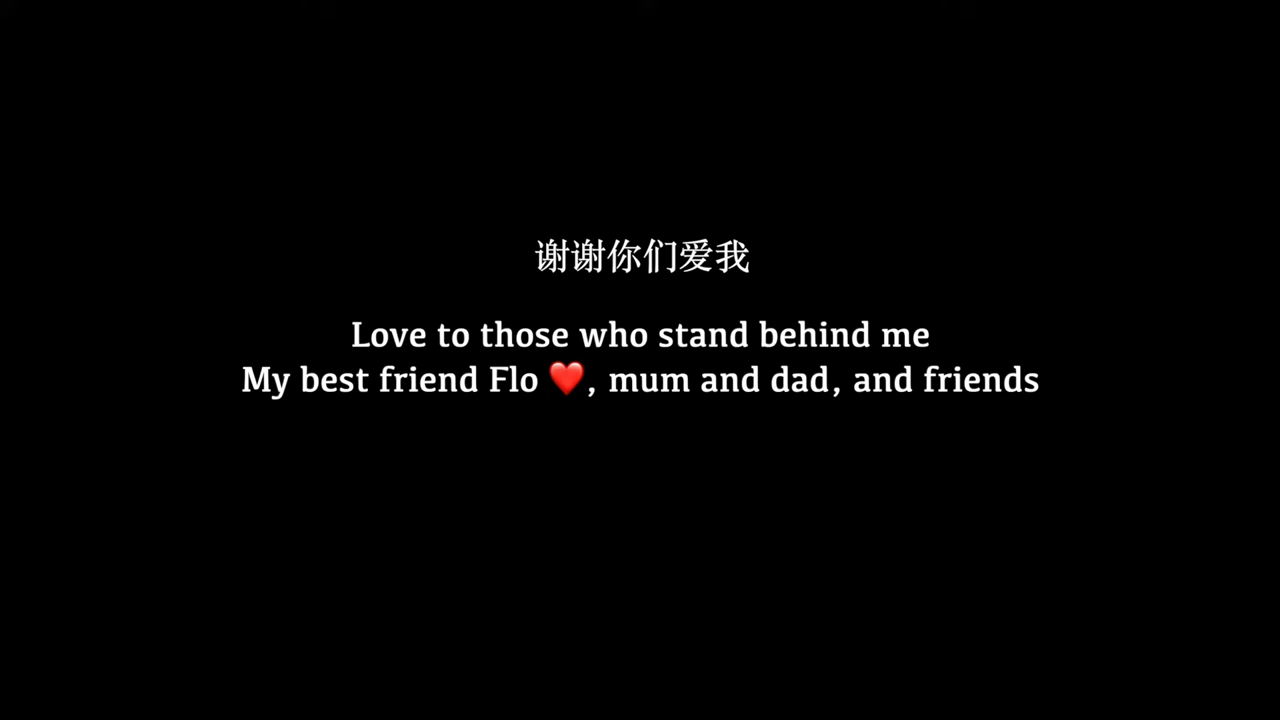 谢谢你们爱我
Love to those who stand behind me
My best friend Flo ❤️, mum and dad, and friends